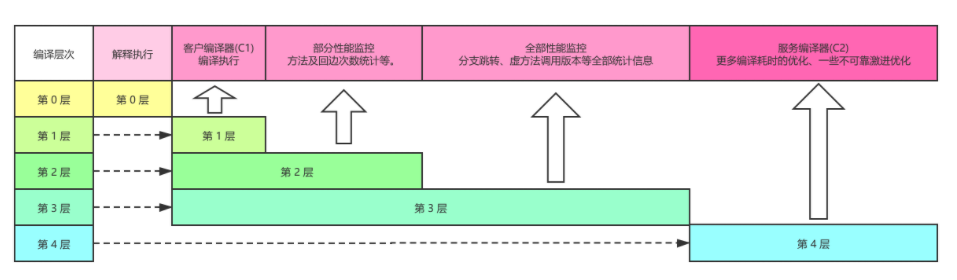 编译层次
解释执行
客户编译器(C1)
编译执行
部分性能监控
方法及回边次数统计等。
全部性能监控
分支跳转、虚方法调用版本等全部统计信息
服务编译器(C2)
更多编译耗时的优化、一些不可靠激进优化
第 0 层
第 0 层
第 1 层
第 1 层
第 2 层
第 2 层
第 3 层
第 3 层
第 4 层
第 4 层